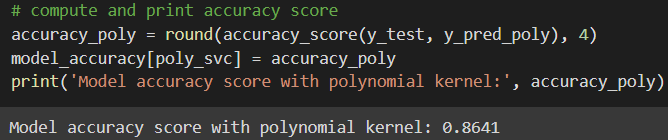 # compute and print accuracy score
accuracy_poly = round(accuracy_score(y_test, y_pred_poly), 4)
model_accuracy[poly_svc] = accuracy_poly
print('Model accuracy score with polynomial kernel:', accuracy_poly)
Model accuracy score with polynomial kernel: 0.8641